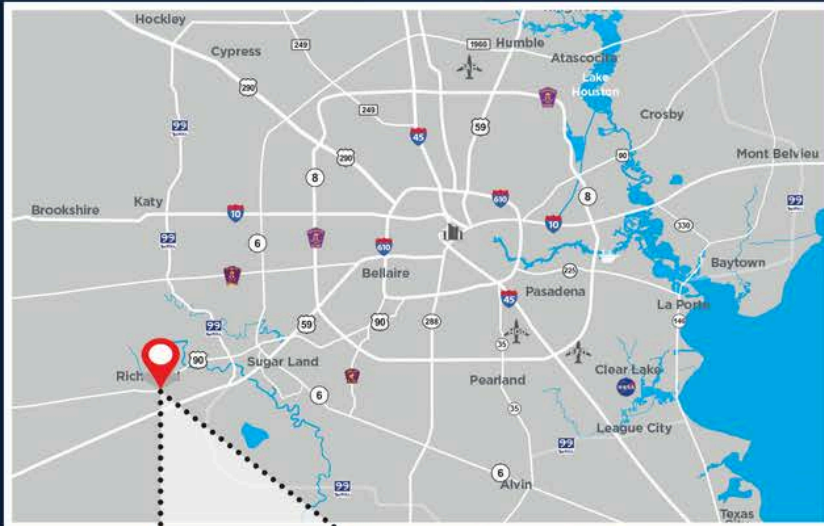 Hockley
249
1960
Humble
Cypress
Atascocita
290
Lake
Houston
Crosby
99
249
45
59
290
90
Mont Belvieu
8
8
99
Katy
610
Brookshire
10
10
330
99
6
610
Baytown
Bellaire
225
Pasadena
45
La Porte
99
59
90
288
146
35
90
Sugar Land
Clear Lake
Pearland
6
35
League City
99
99
6
Alvin
Texas